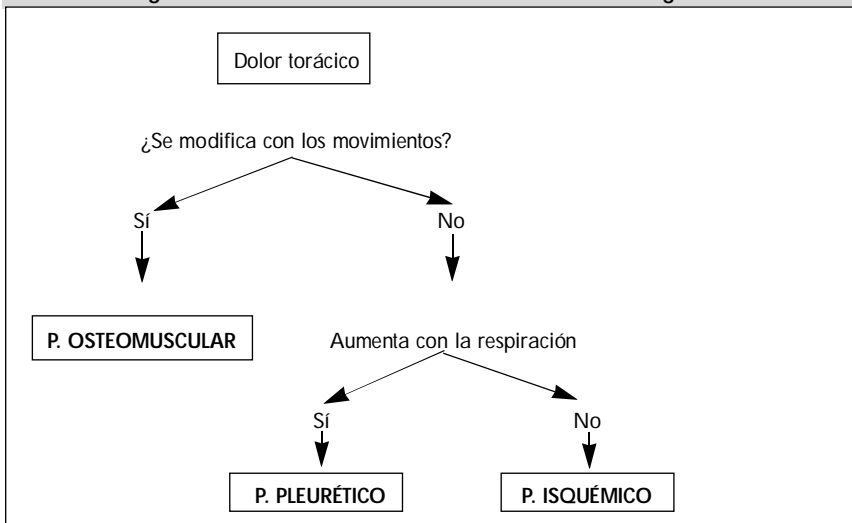 Dolor torácico
¿Se modifica con los movimientos?
Sí No
P. OSTEOMUSCULAR Aumenta con la respiración
Sí No
P. PLEURÉTICO P. ISQUÉMICO